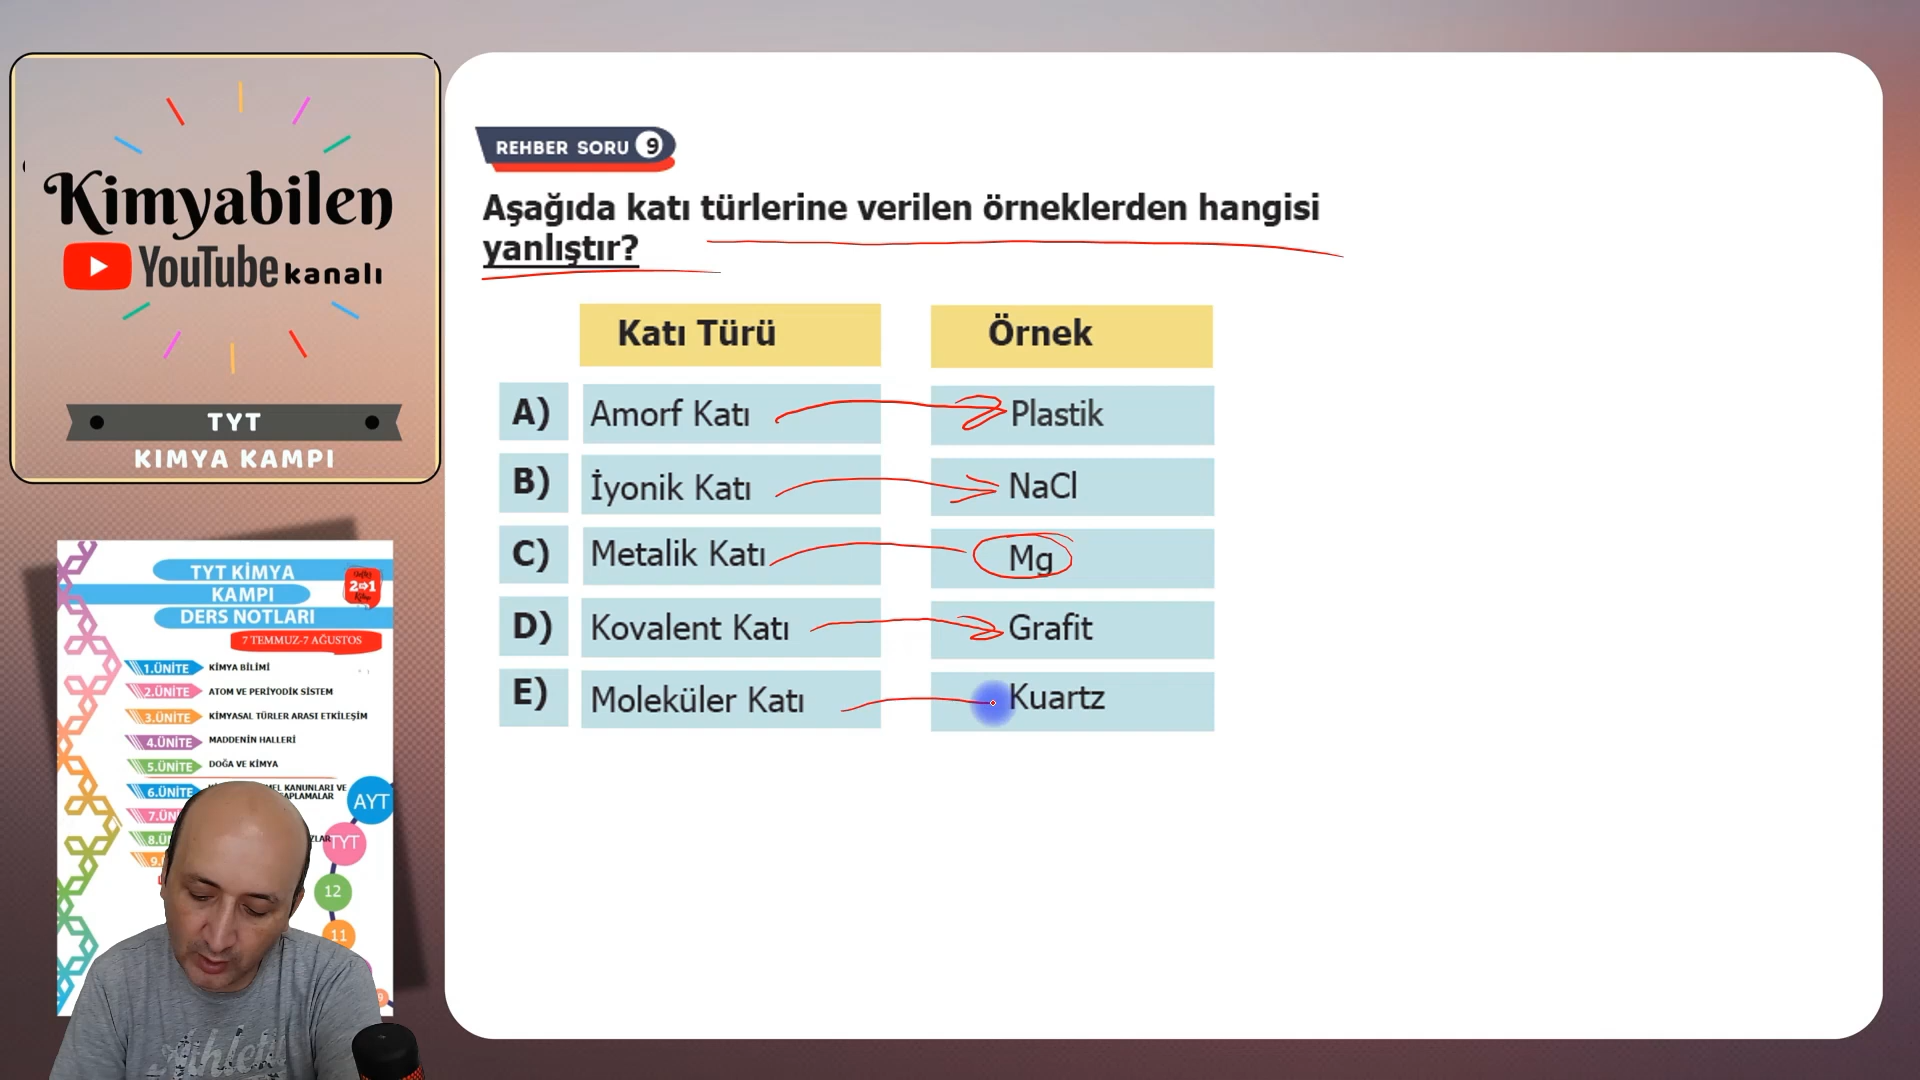 Kimyabilen
YouTube kanalı
TYT
KIMYA KAMPI
TYT KİMYA
KAMPI
DERS NOTLARI
2⇨1
7 TEMMUZ-7 AĞUSTOS
1.ÜNİTE KİMYA BİLİMİ
2.ÜNİTE ATOM VE PERİYODİK SİSTEM
3.ÜNİTE KİMYASAL TÜRLER ARASI ETKİLEŞİM
4.ÜNİTE MADDENİN HALLERİ
5.ÜNİTE DOĞA VE KİMYA
6.ÜNİTE KANUNLARI VE
AYT
TYT
12
11
REHBER SORU 9
Aşağıda katı türlerine verilen örneklerden hangisi
yanlıştır?
Katı Türü Örnek
A) Amorf Katı Plastik
B) İyonik Katı NaCl
C) Metalik Katı Mg
D) Kovalent Katı Grafit
E) Moleküler Katı Kuartz